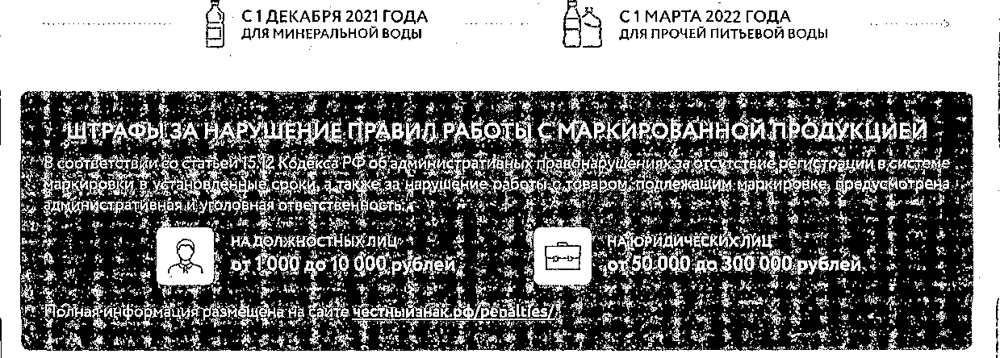 С 1 ДЕКАБРЯ 2021 ГОДА
ДЛЯ МИНЕРАЛЬНОЙ ВОДЫ
С 1 МАРТА 2022 ГОДА
ДЛЯ ПРОЧЕЙ ПИТЬЕВОЙ ВОДЫ
ШТРАФЫ ЗА НАРУШЕНИЕ ПРАВИЛ РАБОТЫ С МАРКИРОВАННОЙ ПРОДУКЦИЕЙ
В соответствии со статьей 15.12 Кодекса РФ об административных правонарушениях за отсутствие регистрации в системе
маркировки в установленные сроки, а также за нарушение работы с товаром, подлежащим маркировке, предусмотрена
административная и уголовная ответственность.
НА ДОЛЖНОСТНЫХ ЛИЦ
от 1 000 до 10 000 рублей
НА ЮРИДИЧЕСКИХ ЛИЦ
от 50 000 до 300 000 рублей
Полная информация размещена на сайте честныйзнак.рф/penalties/